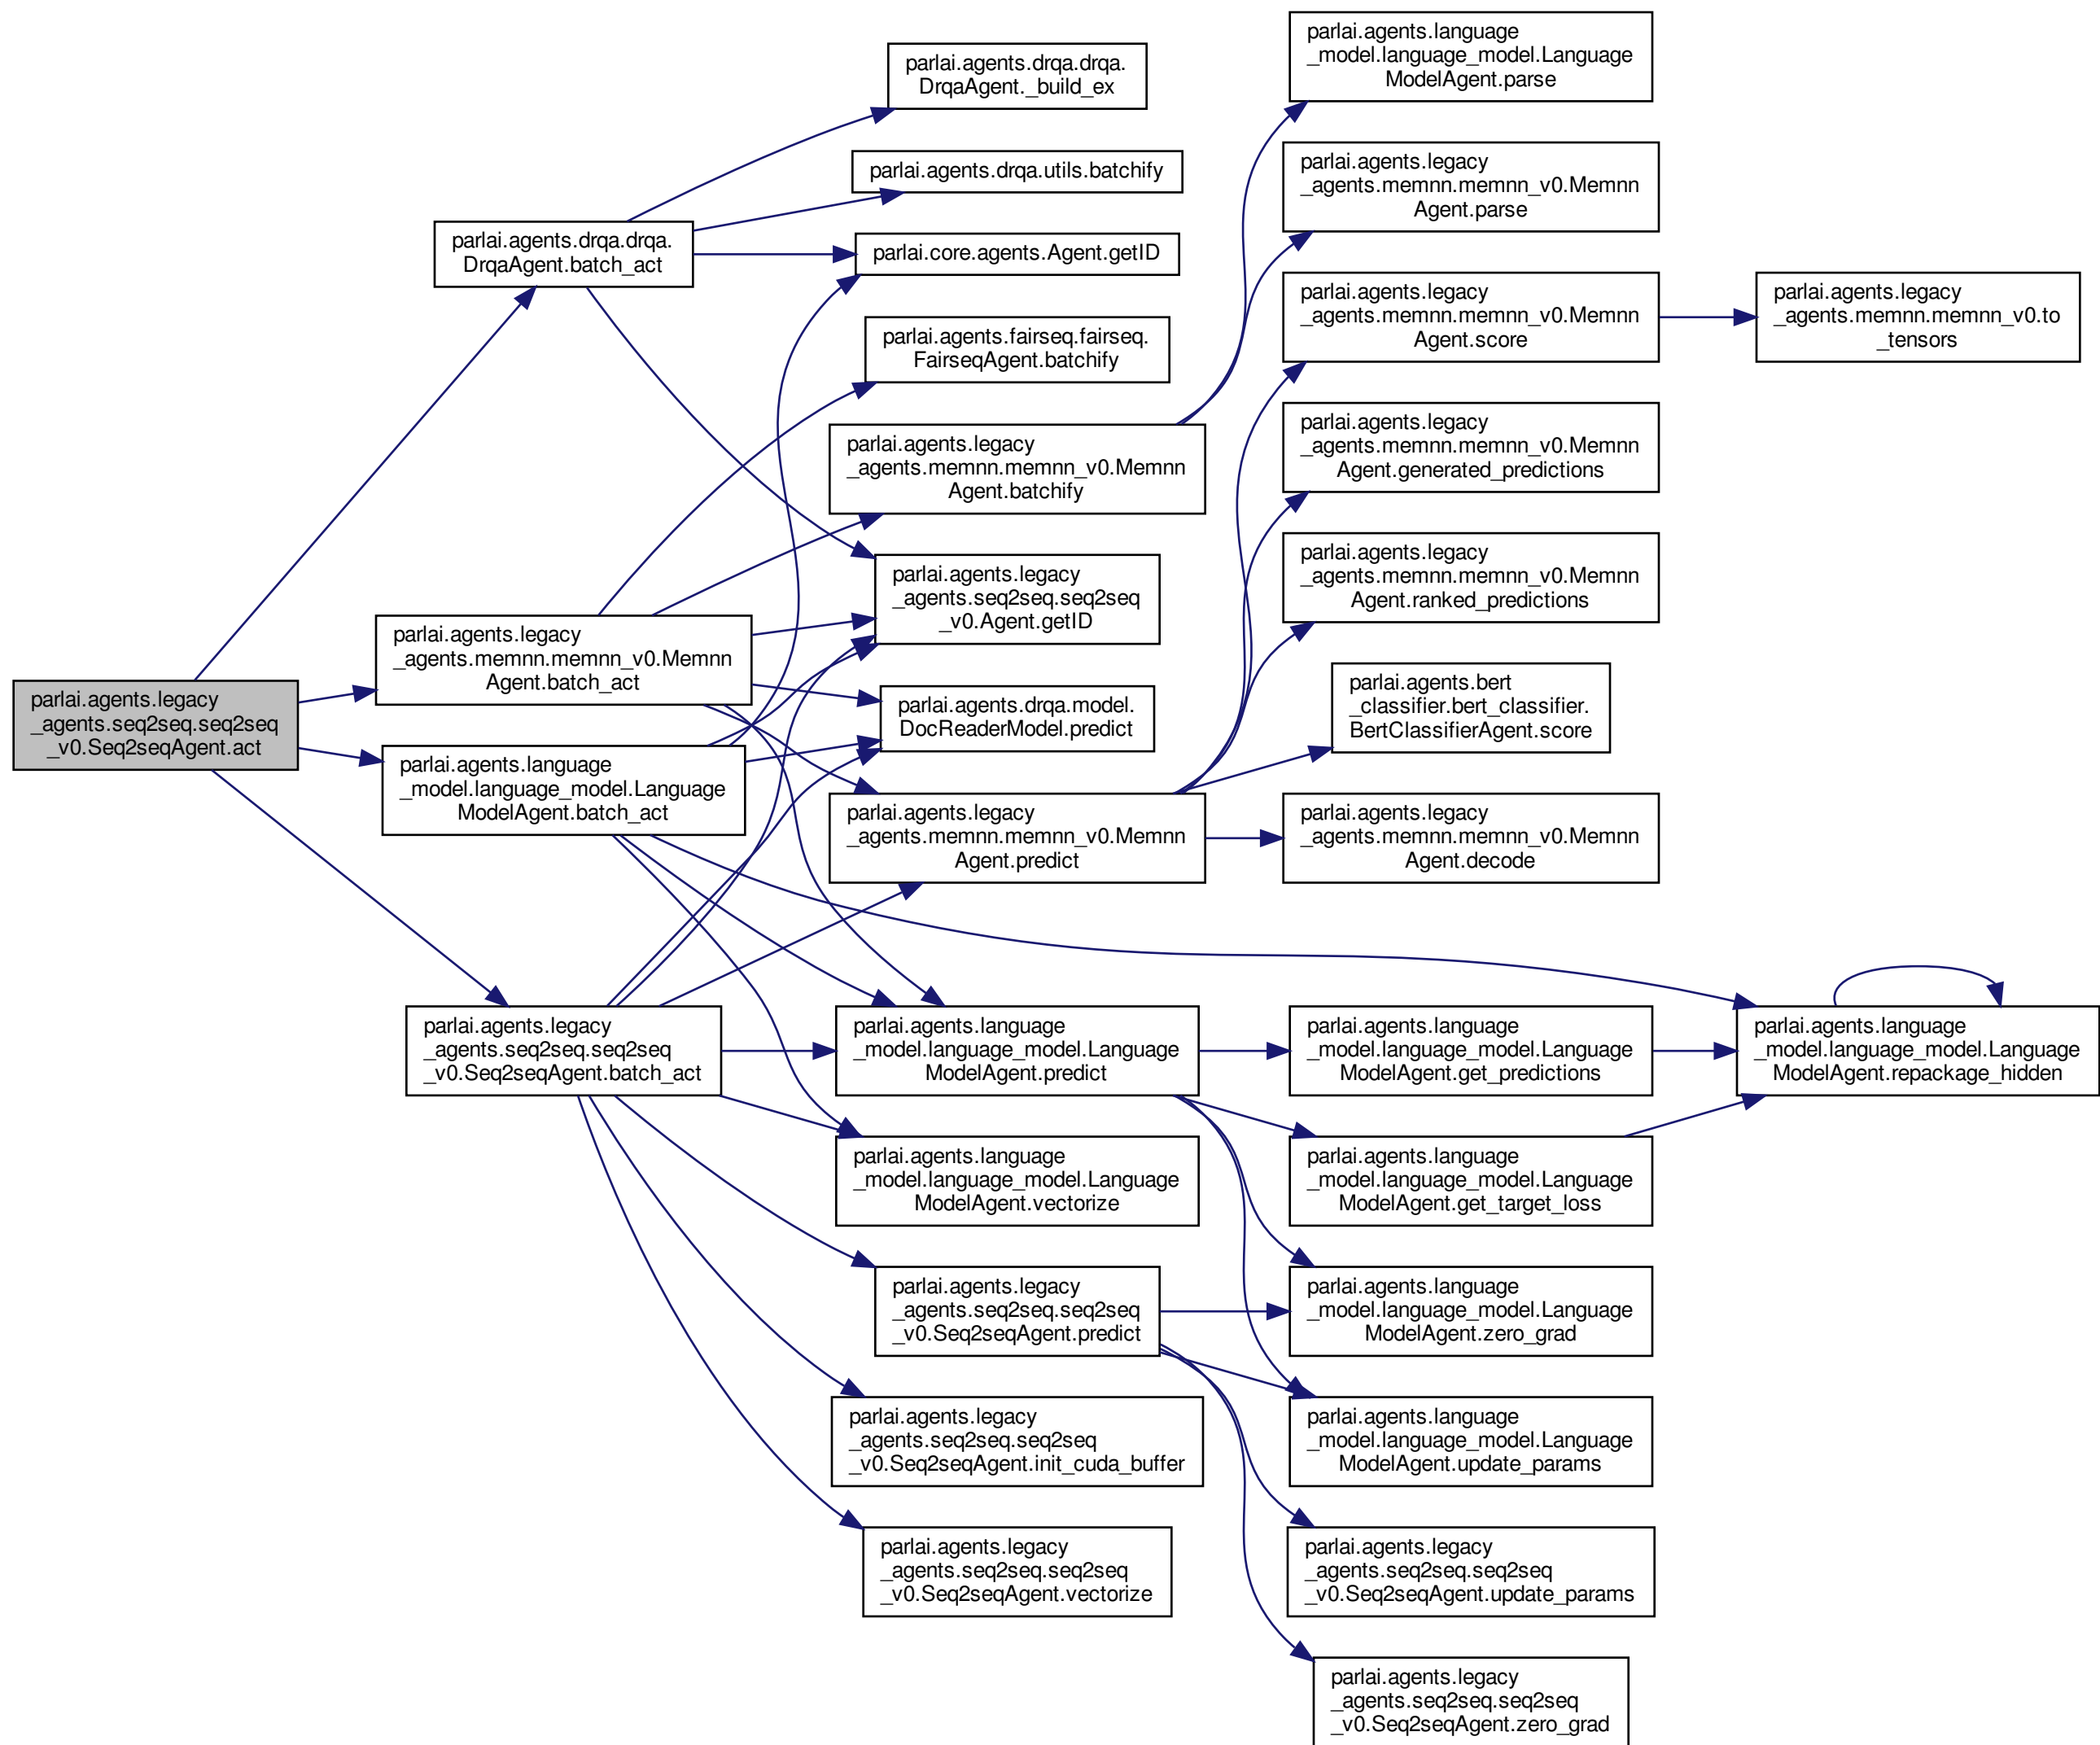 parlai.agents.legacy
_agents.seq2seq.seq2seq
_v0.Seq2seqAgent.act
parlai.agents.drqa.drqa.
DrqaAgent.batch_act
parlai.agents.legacy
_agents.memnn.memnn_v0.Memnn
Agent.batch_act
parlai.agents.language
_model.language_model.Language
ModelAgent.batch_act
parlai.agents.legacy
_agents.seq2seq.seq2seq
_v0.Seq2seqAgent.batch_act
parlai.agents.drqa.drqa.
DrqaAgent._build_ex
parlai.agents.drqa.utils.batchify
parlai.core.agents.Agent.getID
parlai.agents.fairseq.fairseq.
FairseqAgent.batchify
parlai.agents.legacy
_agents.memnn.memnn_v0.Memnn
Agent.batchify
parlai.agents.legacy
_agents.seq2seq.seq2seq
_v0.Agent.getID
parlai.agents.drqa.model.
DocReaderModel.predict
parlai.agents.legacy
_agents.memnn.memnn_v0.Memnn
Agent.predict
parlai.agents.language
_model.language_model.Language
ModelAgent.predict
parlai.agents.language
_model.language_model.Language
ModelAgent.vectorize
parlai.agents.legacy
_agents.seq2seq.seq2seq
_v0.Seq2seqAgent.predict
parlai.agents.legacy
_agents.seq2seq.seq2seq
_v0.Seq2seqAgent.init_cuda_buffer
parlai.agents.legacy
_agents.seq2seq.seq2seq
_v0.Seq2seqAgent.vectorize
parlai.agents.language
_model.language_model.Language
ModelAgent.parse
parlai.agents.legacy
_agents.memnn.memnn_v0.Memnn
Agent.parse
parlai.agents.legacy
_agents.memnn.memnn_v0.Memnn
Agent.score
parlai.agents.legacy
_agents.memnn.memnn_v0.Memnn
Agent.generated_predictions
parlai.agents.legacy
_agents.memnn.memnn_v0.Memnn
Agent.ranked_predictions
parlai.agents.bert
_classifier.bert_classifier.
BertClassifierAgent.score
parlai.agents.legacy
_agents.memnn.memnn_v0.Memnn
Agent.decode
parlai.agents.language
_model.language_model.Language
ModelAgent.get_predictions
parlai.agents.language
_model.language_model.Language
ModelAgent.get_target_loss
parlai.agents.language
_model.language_model.Language
ModelAgent.zero_grad
parlai.agents.language
_model.language_model.Language
ModelAgent.update_params
parlai.agents.legacy
_agents.seq2seq.seq2seq
_v0.Seq2seqAgent.update_params
parlai.agents.legacy
_agents.seq2seq.seq2seq
_v0.Seq2seqAgent.zero_grad
parlai.agents.legacy
_agents.memnn.memnn_v0.to
_tensors
parlai.agents.language
_model.language_model.Language
ModelAgent.repackage_hidden